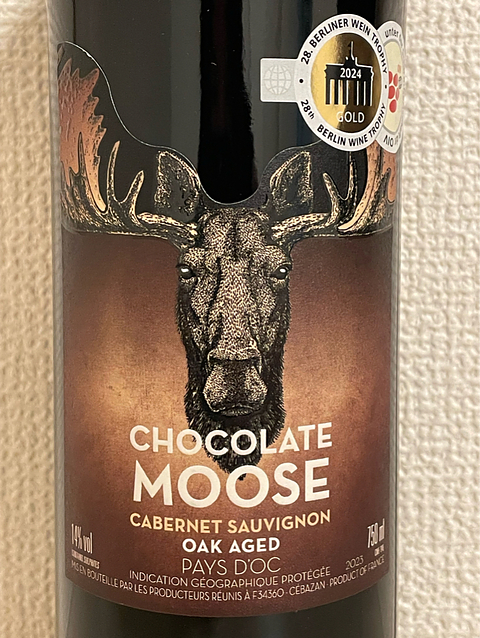 28. BERLINER WEIN TROPHY
2024
GOLD
28th BERLIN WINE TROPHY
CHOCOLATE
MOOSE
CABERNET SAUVIGNON
OAK AGED
PAYS D'OC
INDICATION GÉOGRAPHIQUE PROTÉGÉE
14% vol
750 ml
2023
MIS EN BOUTEILLE PAR LES PRODUCTEURS RÉUNIS À F34360 - CÉBAZAN - PRODUCT OF FRANCE